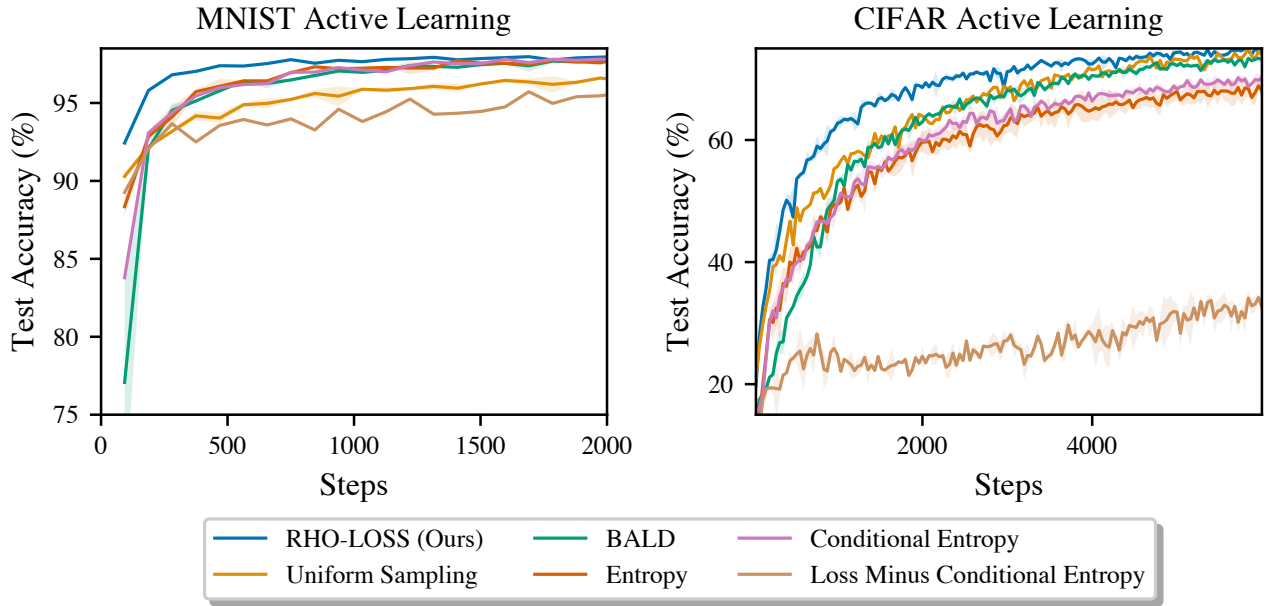 MNIST Active Learning
CIFAR Active Learning
Test Accuracy (%)
95
90
85
80
75
0
500
1000
1500
2000
Steps
Test Accuracy (%)
60
40
20
2000
4000
Steps
RHO-LOSS (Ours)
BALD
Conditional Entropy
Uniform Sampling
Entropy
Loss Minus Conditional Entropy